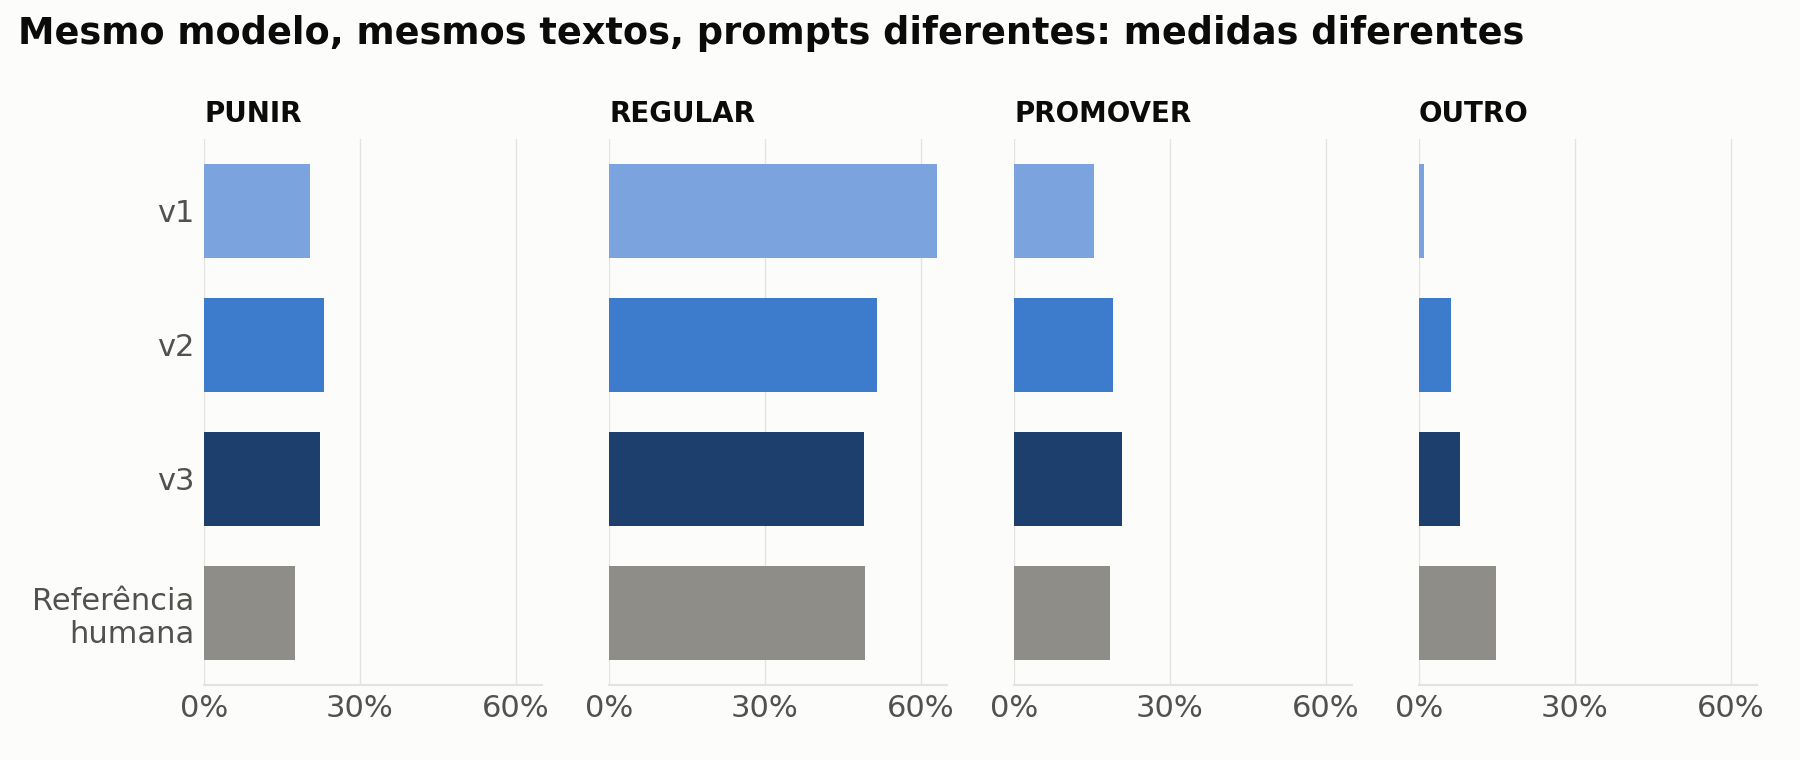 Mesmo modelo, mesmos textos, prompts diferentes: medidas diferentes
PUNIR
REGULAR
PROMOVER
OUTRO
v1
v2
v3
Referência
humana
0% 30% 60%
0% 30% 60%
0% 30% 60%
0% 30% 60%